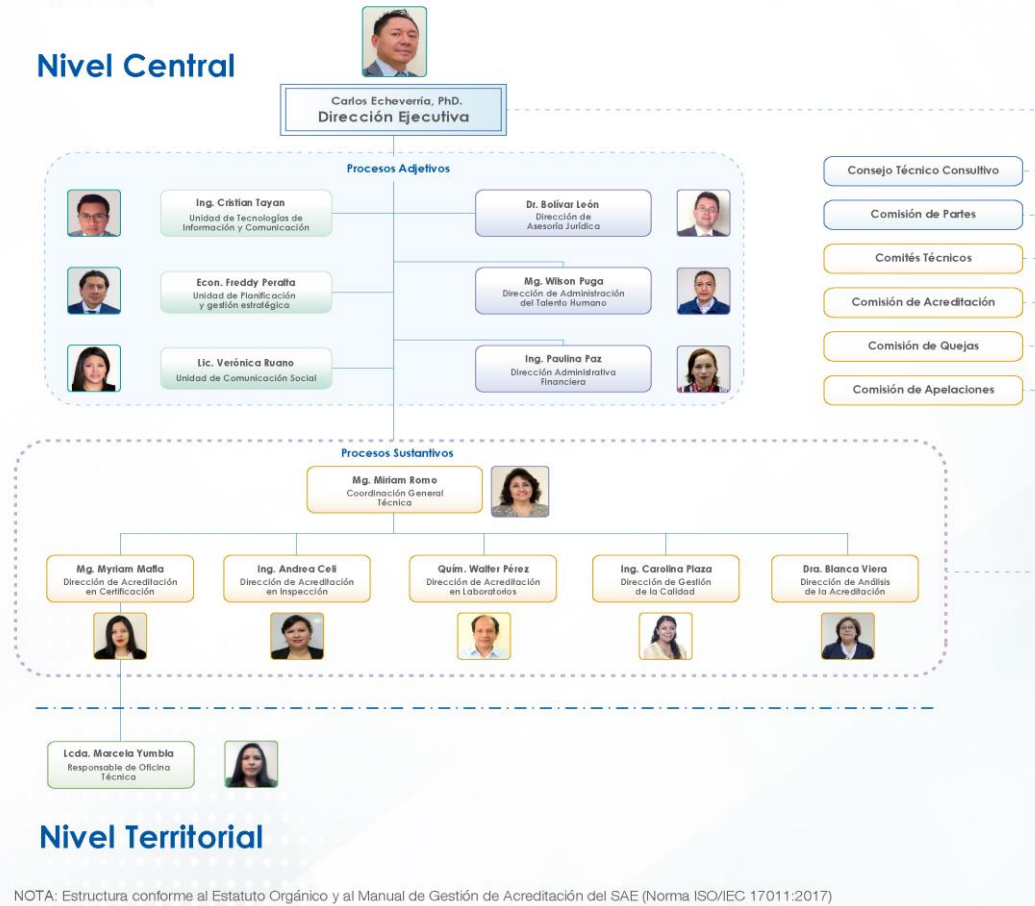 Nivel Central
Carlos Echeverría, PhD.
Dirección Ejecutiva
Procesos Adjetivos
Ing. Cristian Tayan
Unidad de Tecnologías de
Información y Comunicación
Dr. Bolívar León
Dirección de
Asesoría Jurídica
Econ. Freddy Peralta
Unidad de Planificación
y gestión estratégica
Mg. Wilson Puga
Dirección de Administración
del Talento Humano
Lic. Verónica Ruano
Unidad de Comunicación Social
Ing. Paulina Paz
Dirección Administrativa
Financiera
Consejo Técnico Consultivo
Comisión de Partes
Comités Técnicos
Comisión de Acreditación
Comisión de Quejas
Comisión de Apelaciones
Procesos Sustantivos
Mg. Miriam Romo
Coordinación General
Técnica
Mg. Myriam Mafla
Dirección de Acreditación
en Certificación
Ing. Andrea Celi
Dirección de Acreditación
en Inspección
Quím. Walter Pérez
Dirección de Acreditación
en Laboratorios
Ing. Carolina Plaza
Dirección de Gestión
de la Calidad
Dra. Blanca Viera
Dirección de Análisis
de la Acreditación
Lcda. Marcela Yumbla
Responsable de Oficina
Técnica
Nivel Territorial
NOTA: Estructura conforme al Estatuto Orgánico y al Manual de Gestión de Acreditación del SAE (Norma ISO/IEC 17011:2017)